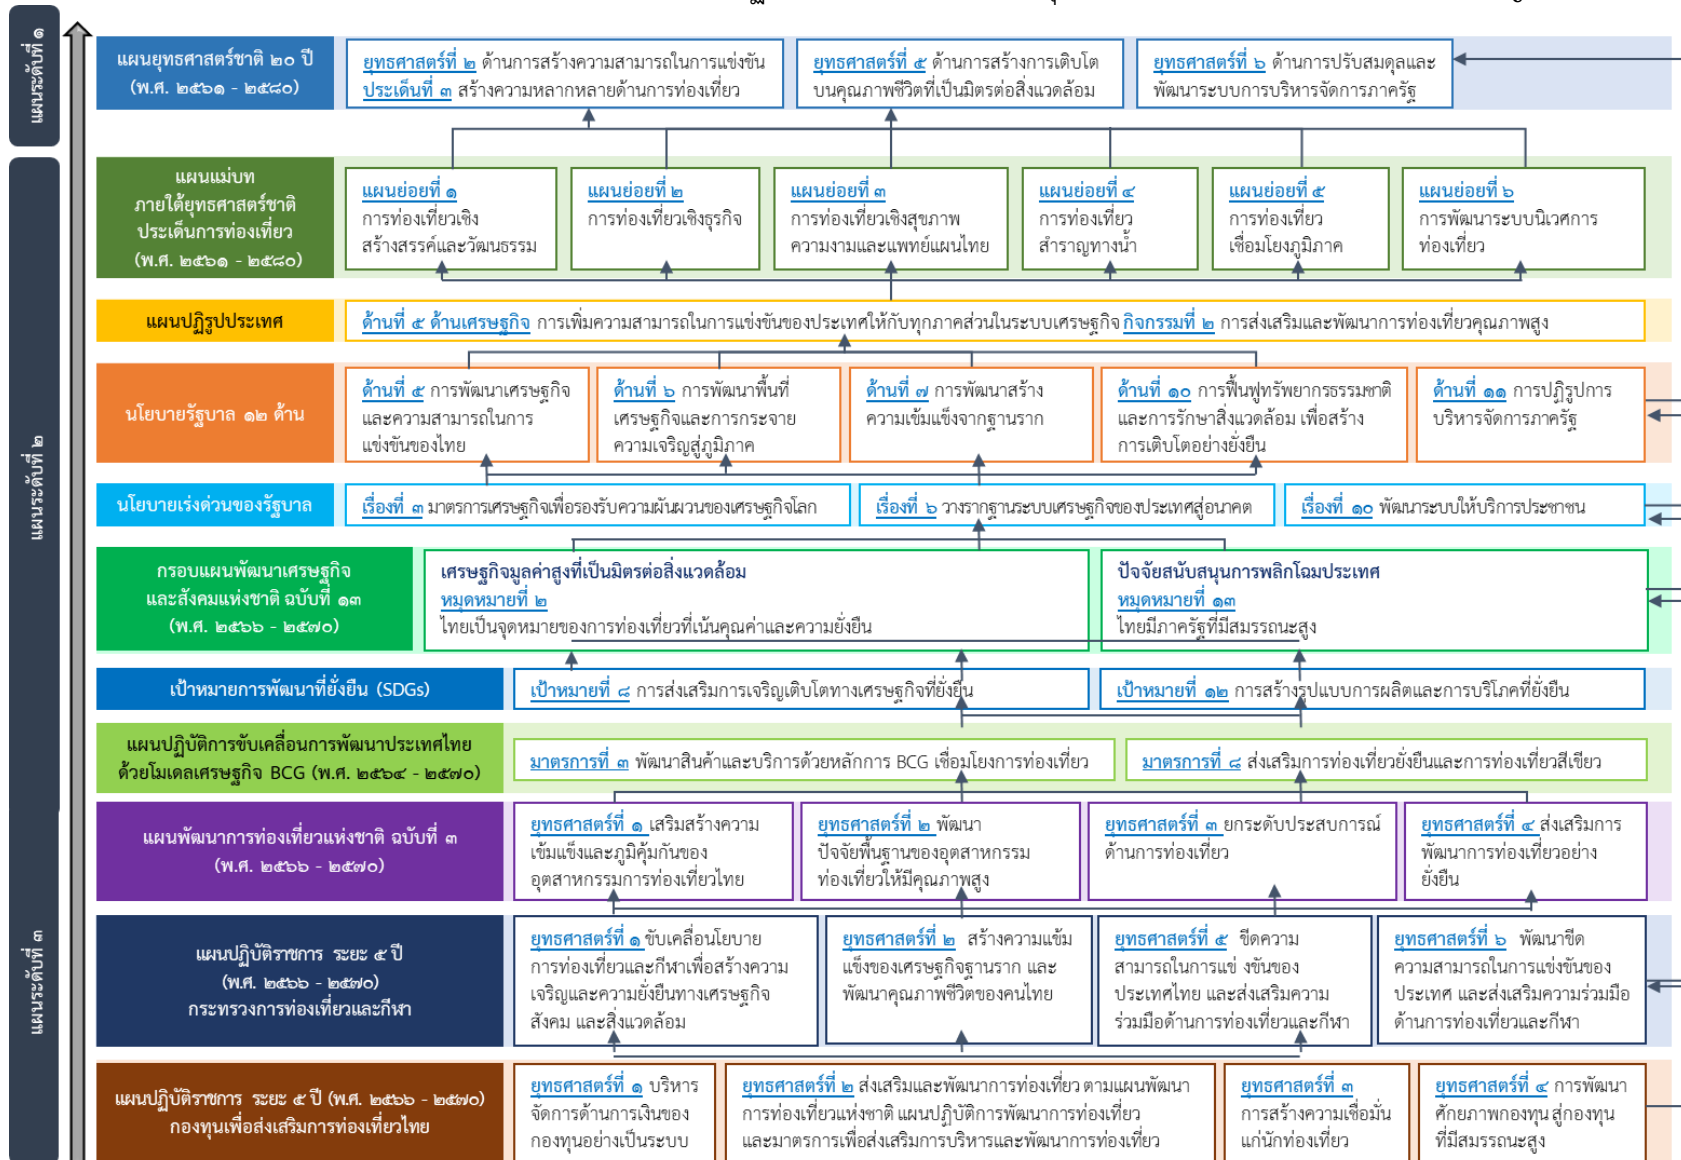 แผนระดับที่ ๑
แผนยุทธศาสตร์ชาติ ๒๐ ปี
(พ.ศ. ๒๕๖๑ - ๒๕๘๐)
ยุทธศาสตร์ที่ ๒ ด้านการสร้างความสามารถในการแข่งขัน
ประเด็นที่ ๓ สร้างความหลากหลายด้านการท่องเที่ยว
ยุทธศาสตร์ที่ ๕ ด้านการสร้างการเติบโต
บนคุณภาพชีวิตที่เป็นมิตรต่อสิ่งแวดล้อม
ยุทธศาสตร์ที่ ๖ ด้านการปรับสมดุลและ
พัฒนาระบบการบริหารจัดการภาครัฐ
แผนระดับที่ ๒
แผนแม่บท
ภายใต้ยุทธศาสตร์ชาติ
ประเด็นการท่องเที่ยว
(พ.ศ. ๒๕๖๑ - ๒๕๘๐)
แผนย่อยที่ ๑
การท่องเที่ยวเชิง
สร้างสรรค์และวัฒนธรรม
แผนย่อยที่ ๒
การท่องเที่ยวเชิงธุรกิจ
แผนย่อยที่ ๓
การท่องเที่ยวเชิงสุขภาพ
ความงามและแพทย์แผนไทย
แผนย่อยที่ ๔
การท่องเที่ยว
สำราญทางน้ำ
แผนย่อยที่ ๕
การท่องเที่ยว
เชื่อมโยงภูมิภาค
แผนย่อยที่ ๖
การพัฒนาระบบนิเวศการ
ท่องเที่ยว
แผนปฏิรูปประเทศ
ด้านที่ ๕ ด้านเศรษฐกิจ การเพิ่มความสามารถในการแข่งขันของประเทศให้กับทุกภาคส่วนในระบบเศรษฐกิจ กิจกรรมที่ ๒ การส่งเสริมและพัฒนาการท่องเที่ยวคุณภาพสูง
นโยบายรัฐบาล ๑๒ ด้าน
ด้านที่ ๕ การพัฒนาเศรษฐกิจ
และความสามารถในการ
แข่งขันของไทย
ด้านที่ ๖ การพัฒนาพื้นที่
เศรษฐกิจและการกระจาย
ความเจริญสู่ภูมิภาค
ด้านที่ ๗ การพัฒนาสร้าง
ความเข้มแข็งจากฐานราก
ด้านที่ ๑๐ การฟื้นฟูทรัพยากรธรรมชาติ
และการรักษาสิ่งแวดล้อม เพื่อสร้าง
การเติบโตอย่างยั่งยืน
ด้านที่ ๑๑ การปฏิรูปการ
บริหารจัดการภาครัฐ
นโยบายเร่งด่วนของรัฐบาล
เรื่องที่ ๓ มาตรการเศรษฐกิจเพื่อรองรับความผันผวนของเศรษฐกิจโลก
เรื่องที่ ๖ วางรากฐานระบบเศรษฐกิจของประเทศสู่อนาคต
เรื่องที่ ๑๐ พัฒนาระบบให้บริการประชาชน
กรอบแผนพัฒนาเศรษฐกิจ
และสังคมแห่งชาติ ฉบับที่ ๑๓
(พ.ศ. ๒๕๖๖ - ๒๕๗๐)
เศรษฐกิจมูลค่าสูงที่เป็นมิตรต่อสิ่งแวดล้อม
หมุดหมายที่ ๒
ไทยเป็นจุดหมายของการท่องเที่ยวที่เน้นคุณค่าและความยั่งยืน
ปัจจัยสนับสนุนการพลิกโฉมประเทศ
หมุดหมายที่ ๑๓
ไทยมีภาครัฐที่มีสมรรถนะสูง
เป้าหมายการพัฒนาที่ยั่งยืน (SDGs)
เป้าหมายที่ ๘ การส่งเสริมการเจริญเติบโตทางเศรษฐกิจที่ยั่งยืน
เป้าหมายที่ ๑๒ การสร้างรูปแบบการผลิตและการบริโภคที่ยั่งยืน
แผนปฏิบัติการขับเคลื่อนการพัฒนาประเทศไทย
ด้วยโมเดลเศรษฐกิจ BCG (พ.ศ. ๒๕๖๔ - ๒๕๗๐)
มาตรการที่ ๓ พัฒนาสินค้าและบริการด้วยหลักการ BCG เชื่อมโยงการท่องเที่ยว
มาตรการที่ ๘ ส่งเสริมการท่องเที่ยวยั่งยืนและการท่องเที่ยวสีเขียว
แผนระดับที่ ๓
แผนพัฒนาการท่องเที่ยวแห่งชาติ ฉบับที่ ๓
(พ.ศ. ๒๕๖๖ - ๒๕๗๐)
ยุทธศาสตร์ที่ ๑ เสริมสร้างความ
เข้มแข็งและภูมิคุ้มกันของ
อุตสาหกรรมการท่องเที่ยวไทย
ยุทธศาสตร์ที่ ๒ พัฒนา
ปัจจัยพื้นฐานของอุตสาหกรรม
ท่องเที่ยวให้มีคุณภาพสูง
ยุทธศาสตร์ที่ ๓ ยกระดับประสบการณ์
ด้านการท่องเที่ยว
ยุทธศาสตร์ที่ ๔ ส่งเสริมการ
พัฒนาการท่องเที่ยวอย่าง
ยั่งยืน
แผนปฏิบัติราชการ ระยะ ๕ ปี
(พ.ศ. ๒๕๖๖ - ๒๕๗๐)
กระทรวงการท่องเที่ยวและกีฬา
ยุทธศาสตร์ที่ ๑ ขับเคลื่อนโยบาย
การท่องเที่ยวและกีฬาเพื่อสร้างความ
เจริญและความยั่งยืนทางเศรษฐกิจ
สังคม และสิ่งแวดล้อม
ยุทธศาสตร์ที่ ๒ สร้างความแข้ม
แข็งของเศรษฐกิจฐานราก และ
พัฒนาคุณภาพชีวิตของคนไทย
ยุทธศาสตร์ที่ ๕ ขีดความ
สามารถในการแข่ งขันของ
ประเทศไทย และส่งเสริมความ
ร่วมมือด้านการท่องเที่ยวและกีฬา
ยุทธศาสตร์ที่ ๖ พัฒนาขีด
ความสามารถในการแข่งขันของ
ประเทศ และส่งเสริมความร่วมมือ
ด้านการท่องเที่ยวและกีฬา
แผนปฏิบัติราชการ ระยะ ๕ ปี (พ.ศ. ๒๕๖๖ - ๒๕๗๐)
กองทุนเพื่อส่งเสริมการท่องเที่ยวไทย
ยุทธศาสตร์ที่ ๑ บริหาร
จัดการด้านการเงินของ
กองทุนอย่างเป็นระบบ
ยุทธศาสตร์ที่ ๒ ส่งเสริมและพัฒนาการท่องเที่ยว ตามแผนพัฒนา
การท่องเที่ยวแห่งชาติ แผนปฏิบัติการพัฒนาการท่องเที่ยว
และมาตรการเพื่อส่งเสริมการบริหารและพัฒนาการท่องเที่ยว
ยุทธศาสตร์ที่ ๓
การสร้างความเชื่อมั่น
แก่นักท่องเที่ยว
ยุทธศาสตร์ที่ ๔ การพัฒนา
ศักยภาพกองทุน สู่กองทุน
ที่มีสมรรถนะสูง